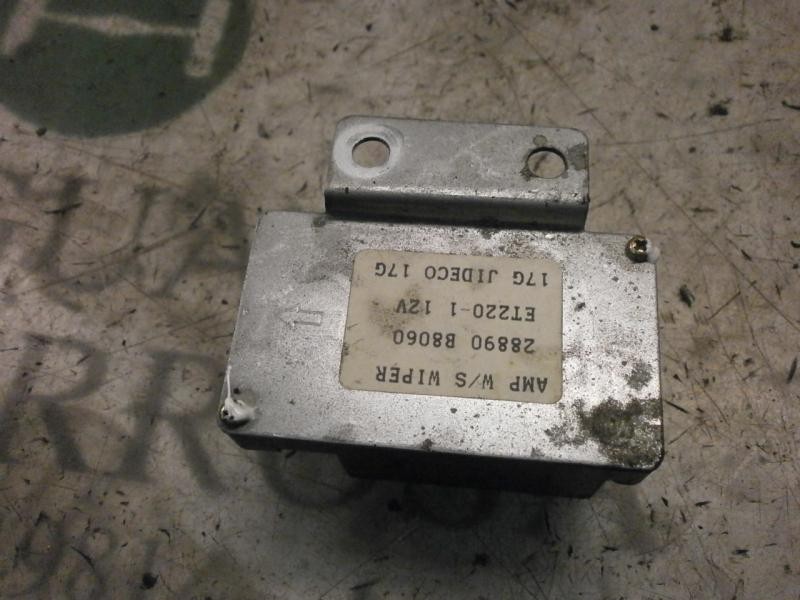 AMP W/S WIPER
28890 B8060
ET220-1 12V
17G JIDECO 17G